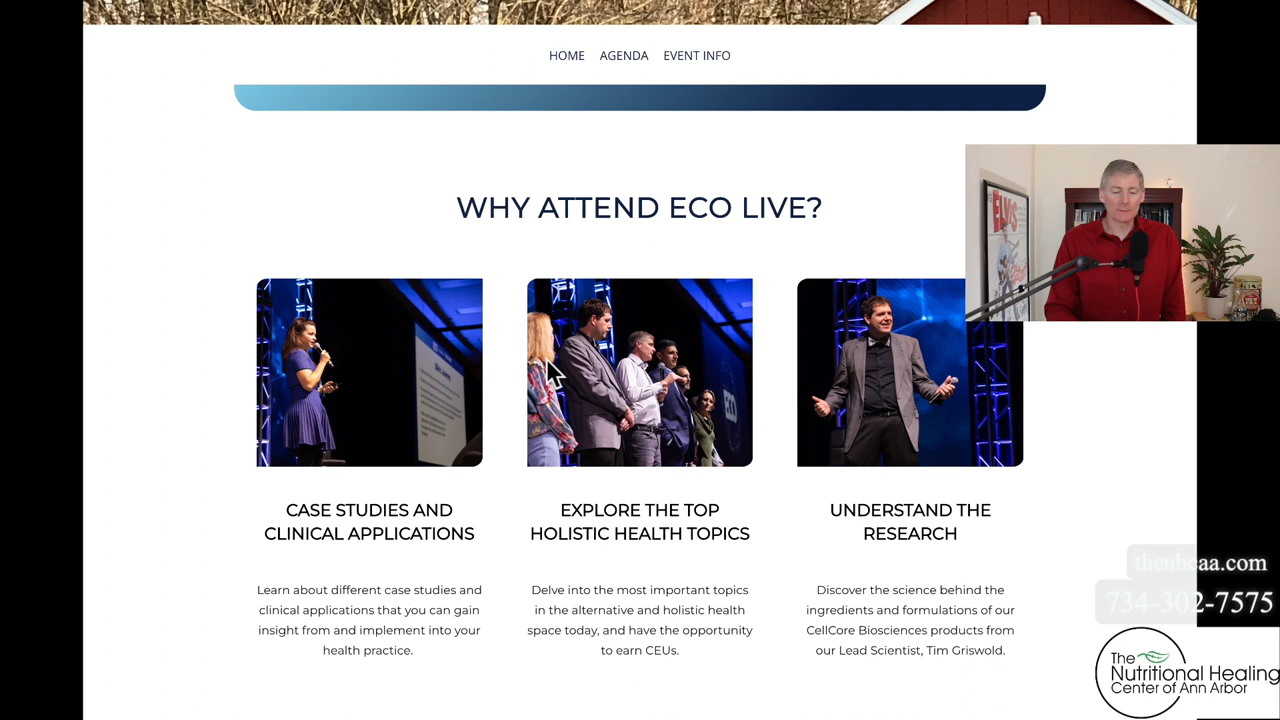 HOME AGENDA EVENT INFO
WHY ATTEND ECO LIVE?
ELVIS
ECO
CASE STUDIES AND
CLINICAL APPLICATIONS
Learn about different case studies and
clinical applications that you can gain
insight from and implement into your
health practice.
EXPLORE THE TOP
HOLISTIC HEALTH TOPICS
Delve into the most important topics
in the alternative and holistic health
space today, and have the opportunity
to earn CEUs.
UNDERSTAND THE
RESEARCH
Discover the science behind the
ingredients and formulations of our
CellCore Biosciences products from
our Lead Scientist, Tim Griswold.
thenhcaa.com
734-302-7575
The
Nutritional Healing
Center of Ann Arbor